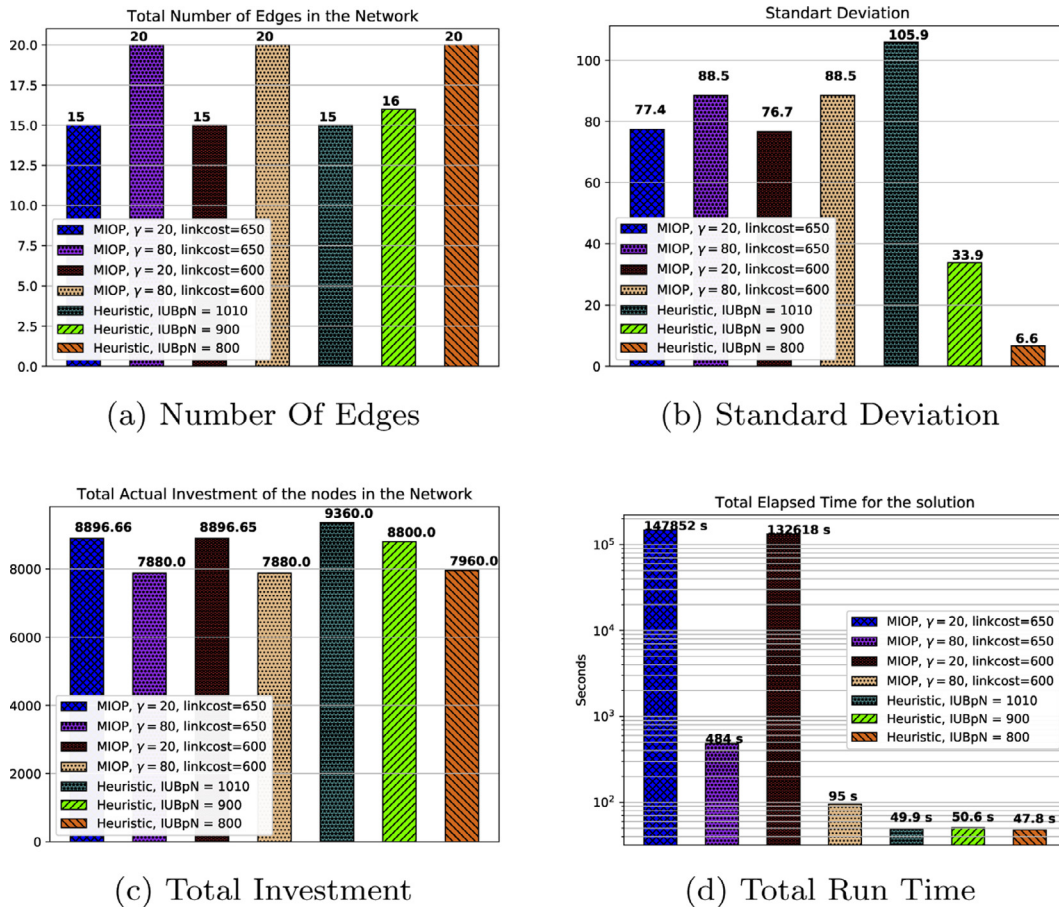 Total Number of Edges in the Network
20.0
17.5
15.0
12.5
10.0
7.5
5.0
2.5
0.0
15
20
15
20
15
16
20
MIOP, γ = 20, linkcost=650
MIOP, γ = 80, linkcost=650
MIOP, γ = 20, linkcost=600
MIOP, γ = 80, linkcost=600
Heuristic, IUBpN = 1010
Heuristic, IUBpN = 900
Heuristic, IUBpN = 800
(a) Number Of Edges
Standart Deviation
100
80
60
40
20
0
77.4
88.5
76.7
88.5
105.9
33.9
6.6
MIOP, γ = 20, linkcost=650
MIOP, γ = 80, linkcost=650
MIOP, γ = 20, linkcost=600
MIOP, γ = 80, linkcost=600
Heuristic, IUBpN = 1010
Heuristic, IUBpN = 900
Heuristic, IUBpN = 800
(b) Standard Deviation
Total Actual Investment of the nodes in the Network
8000
6000
4000
2000
0
8896.66
7880.0
8896.65
7880.0
9360.0
8800.0
7960.0
MIOP, γ = 20, linkcost=650
MIOP, γ = 80, linkcost=650
MIOP, γ = 20, linkcost=600
MIOP, γ = 80, linkcost=600
Heuristic, IUBpN = 1010
Heuristic, IUBpN = 900
Heuristic, IUBpN = 800
(c) Total Investment
Total Elapsed Time for the solution
Seconds
10⁵
10⁴
10³
10²
147852 s
484 s
132618 s
95 s
49.9 s
50.6 s
47.8 s
MIOP, γ = 20, linkcost=650
MIOP, γ = 80, linkcost=650
MIOP, γ = 20, linkcost=600
MIOP, γ = 80, linkcost=600
Heuristic, IUBpN = 1010
Heuristic, IUBpN = 900
Heuristic, IUBpN = 800
(d) Total Run Time